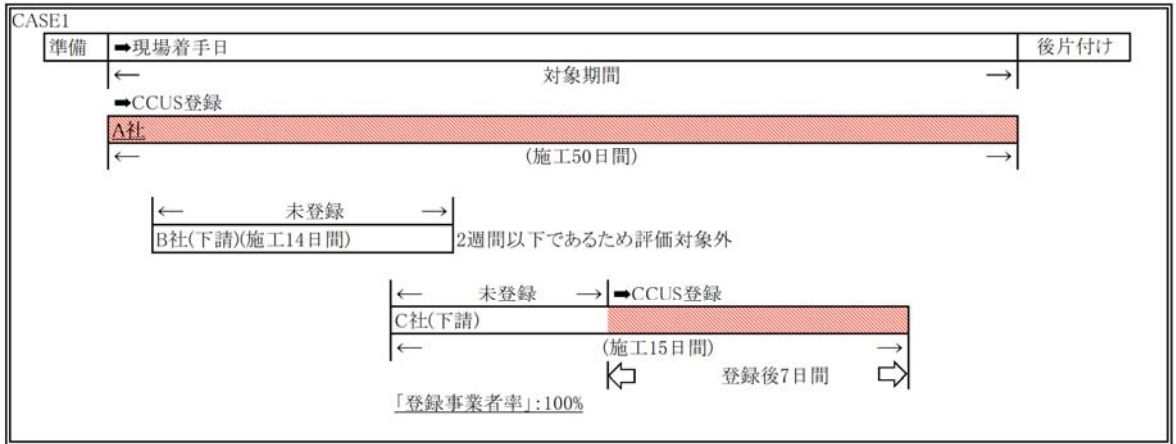 CASE1
準備 ➡現場着手日 後片付け
← 対象期間 →
➡CCUS登録
A社
← (施工50日間) →
← 未登録 →
B社(下請)(施工14日間) 2週間以下であるため評価対象外
← 未登録 → ➡CCUS登録
C社(下請)
← (施工15日間) →
登録後7日間
「登録事業者率」:100%